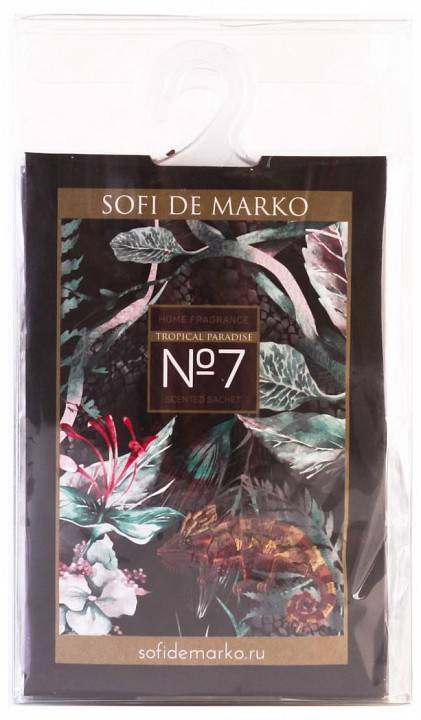 SOFI DE MARKO
HOME FRAGRANCE
TROPICAL PARADISE
№7
SCENTED SACHET
sofidemarko.ru